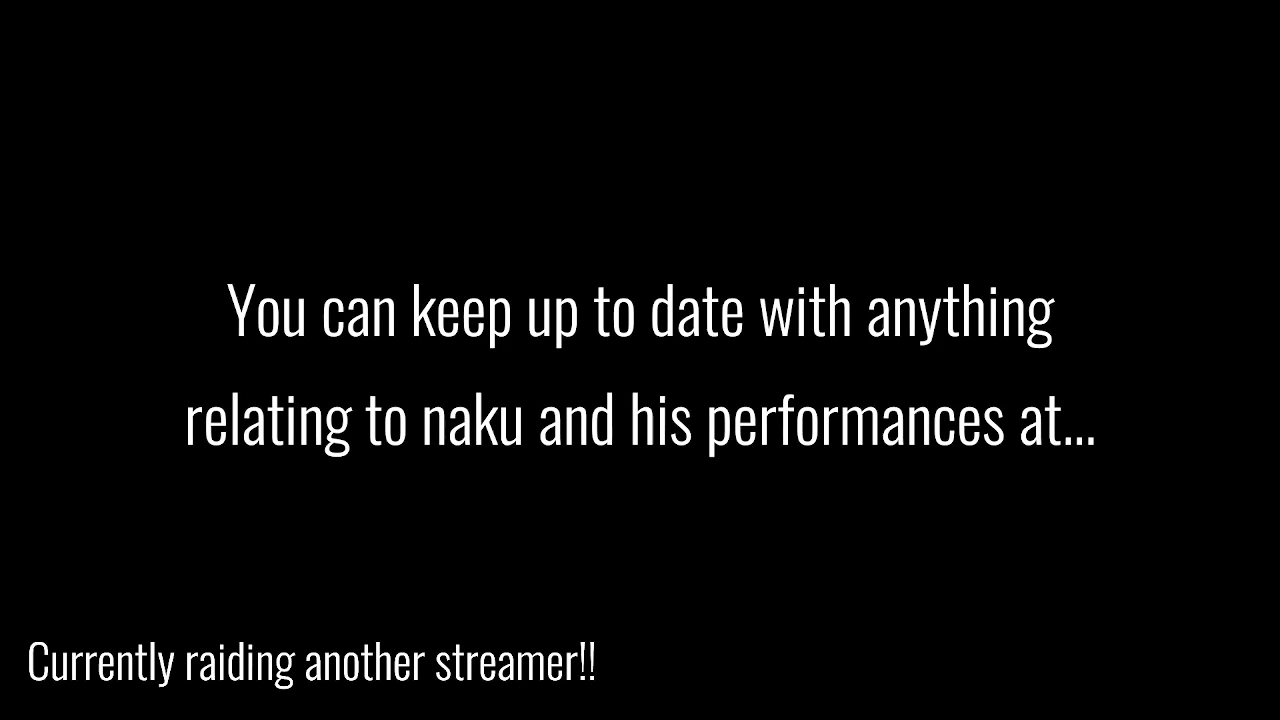 You can keep up to date with anything
relating to naku and his performances at...
Currently raiding another streamer!!